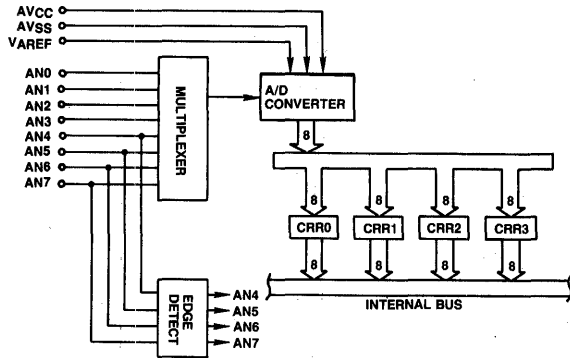 AVCC
AVSS
VAREF
AN0
AN1
AN2
AN3
AN4
AN5
AN6
AN7
MULTIPLEXER
A/D
CONVERTER
8
8 8 8 8
CRR0 CRR1 CRR2 CRR3
8 8 8 8
INTERNAL BUS
EDGE
DETECT
AN4
AN5
AN6
AN7